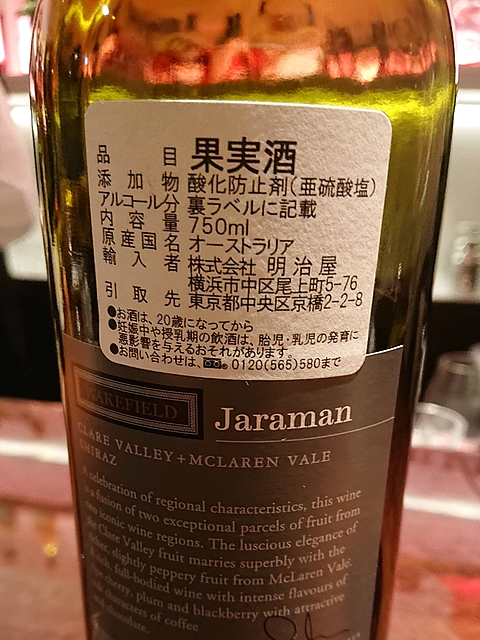 品目 果実酒
添加物 酸化防止剤(亜硫酸塩)
アルコール分 裏ラベルに記載
内容量 750ml
原産国名 オーストラリア
輸入者 株式会社 明治屋
横浜市中区尾上町5-76
引取先 東京都中央区京橋2-2-8
●お酒は、20歳になってから
●妊娠中や授乳期の飲酒は、胎児・乳児の発育に
悪影響を与えるおそれがあります。
●お問い合わせは、 0120(565)580まで
WAKEFIELD
Jaraman
CLARE VALLEY+MCLAREN VALE
SHIRAZ
A celebration of regional characteristics, this wine
is a fusion of two exceptional parcels of fruit from
two iconic wine regions. The luscious elegance of
the Clare Valley fruit marries superbly with the
slightly peppery fruit from McLaren Vale.
full-bodied wine with intense flavours of
cherry, plum and blackberry with attractive
characters of coffee
chocolate.